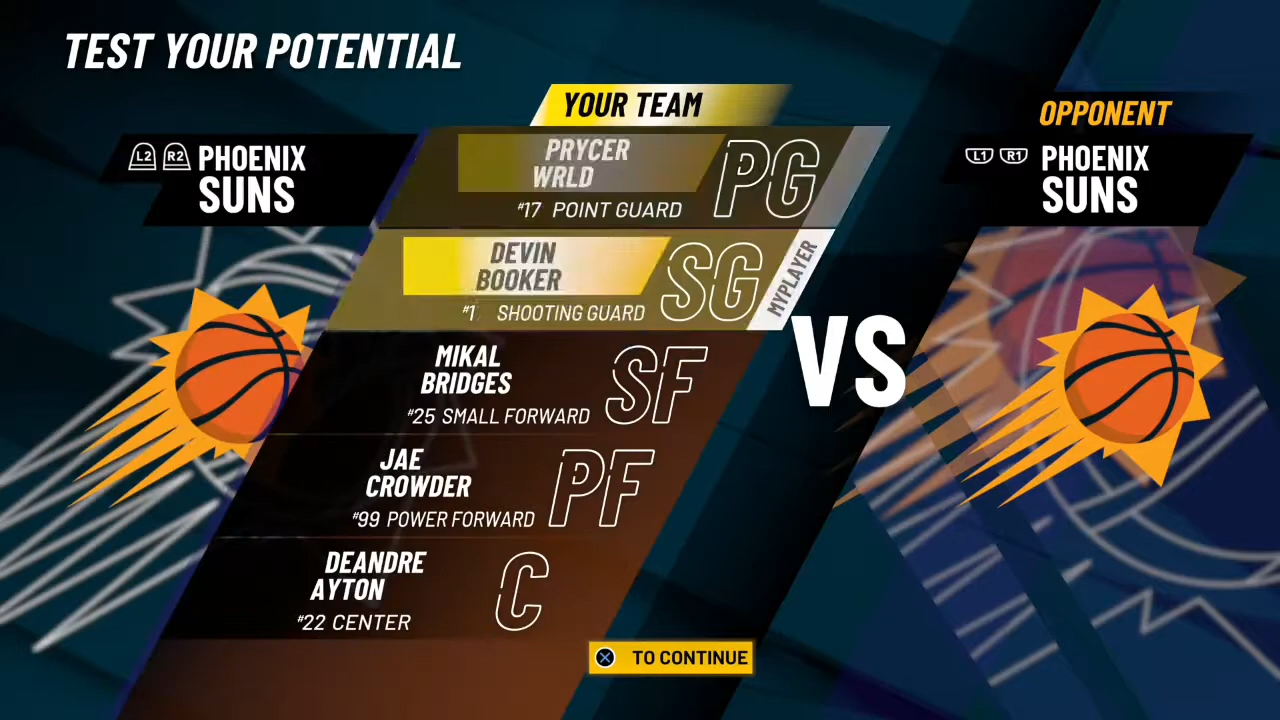 TEST YOUR POTENTIAL
YOUR TEAM
OPPONENT
L2 R2 PHOENIX
SUNS
PRYCER
WRLD
#17 POINT GUARD
PG
DEVIN
BOOKER
#1 SHOOTING GUARD
SG
MYPLAYER
MIKAL
BRIDGES
#25 SMALL FORWARD
SF
JAE
CROWDER
#99 POWER FORWARD
PF
DEANDRE
AYTON
#22 CENTER
C
VS
L1 R1 PHOENIX
SUNS
TO CONTINUE